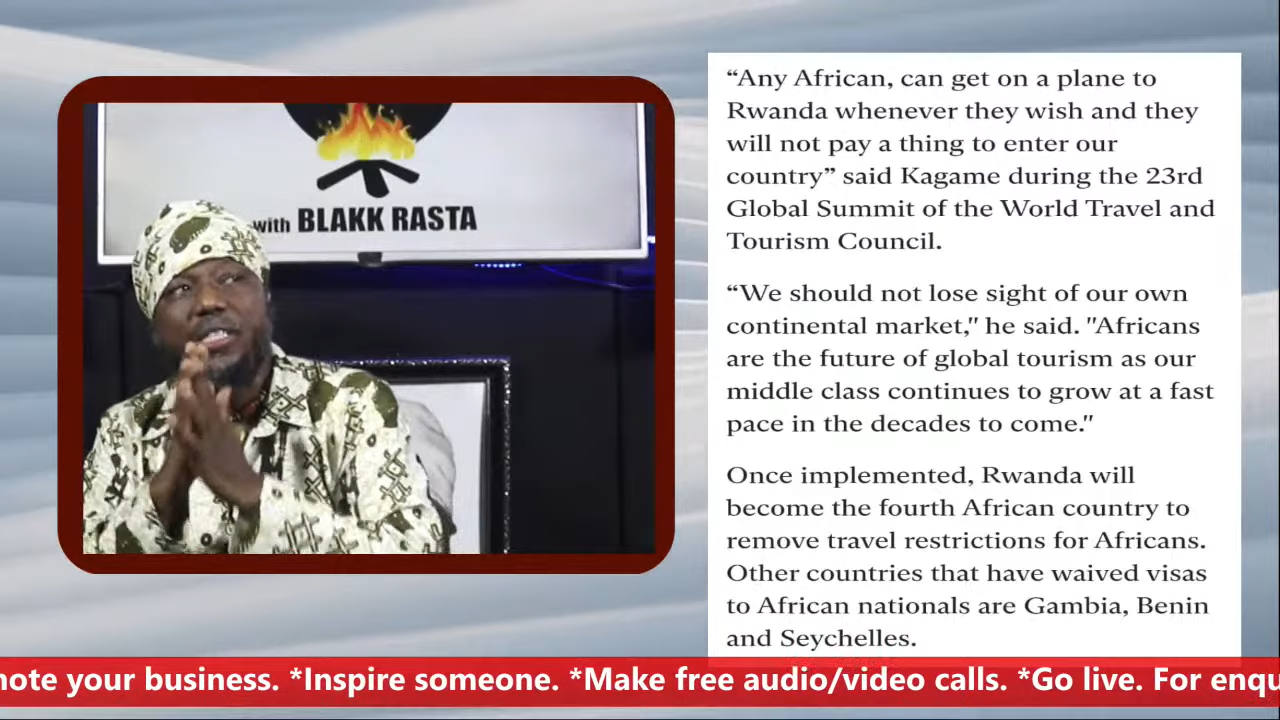 with BLAKK RASTA
“Any African, can get on a plane to
Rwanda whenever they wish and they
will not pay a thing to enter our
country” said Kagame during the 23rd
Global Summit of the World Travel and
Tourism Council.
“We should not lose sight of our own
continental market," he said. "Africans
are the future of global tourism as our
middle class continues to grow at a fast
pace in the decades to come."
Once implemented, Rwanda will
become the fourth African country to
remove travel restrictions for Africans.
Other countries that have waived visas
to African nationals are Gambia, Benin
and Seychelles.
your business. *Inspire someone. *Make free audio/video calls. *Go live. For